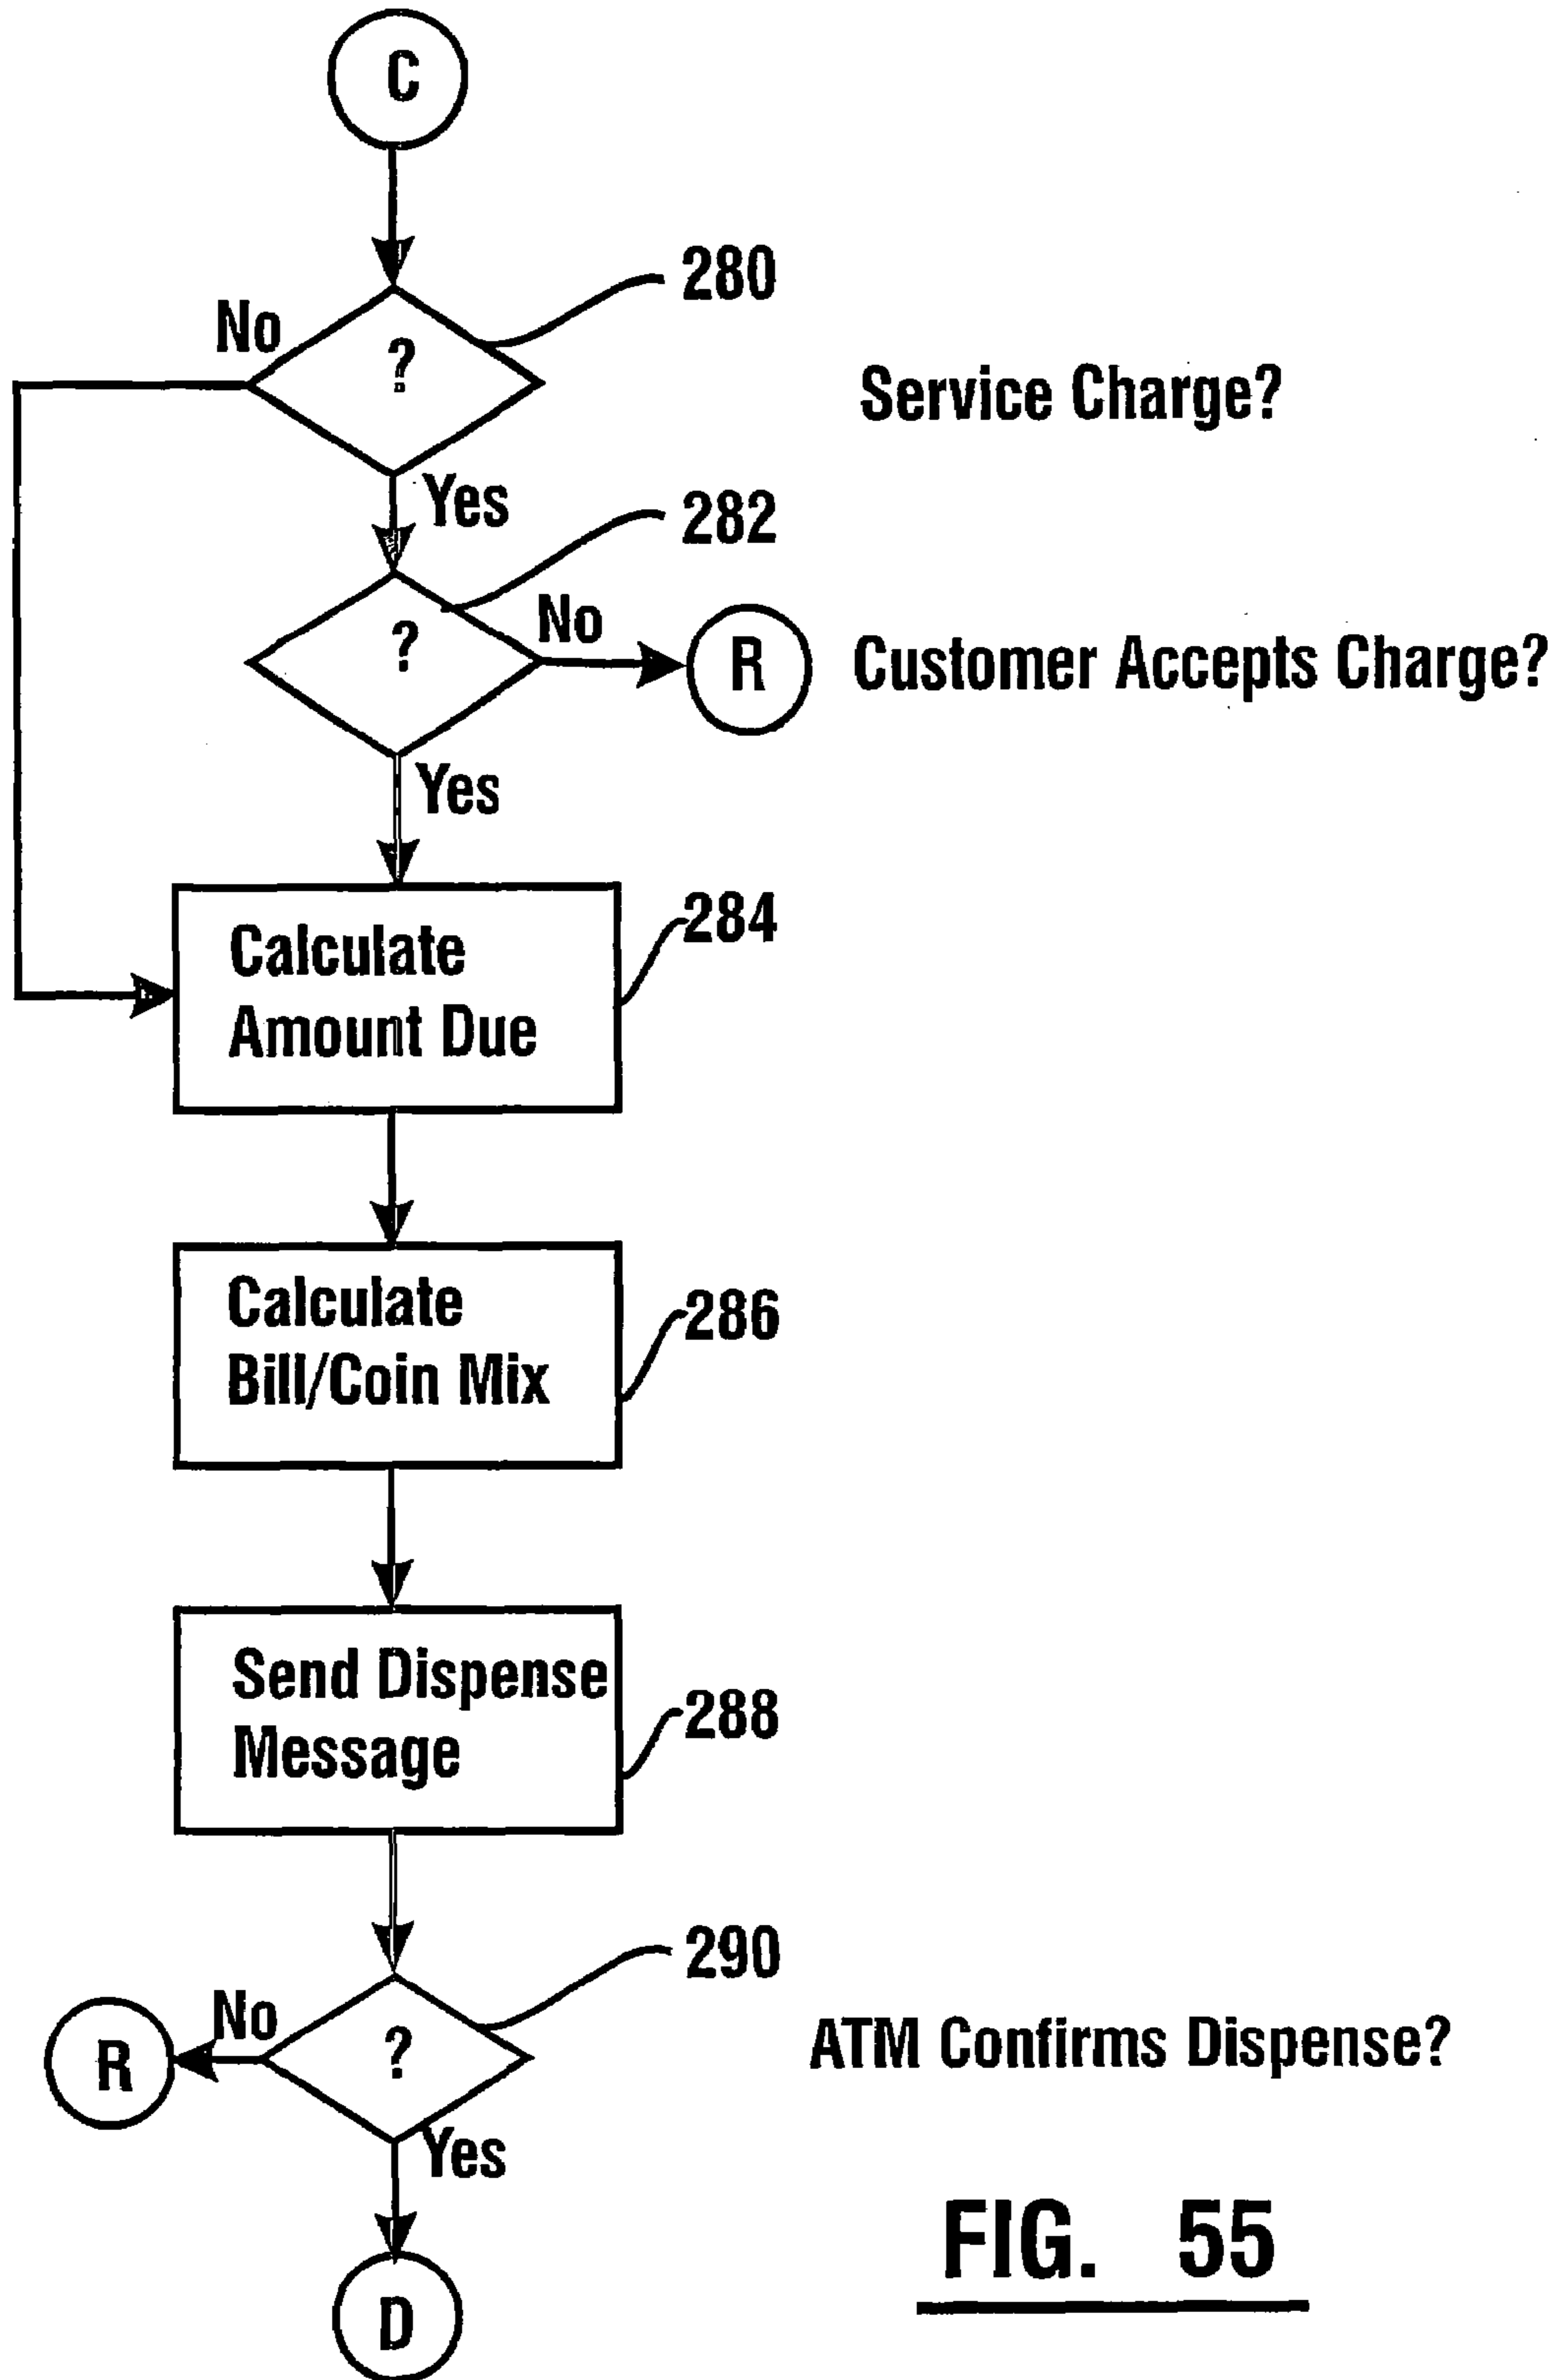 C
280
No
?
Service Charge?
Yes
282
No
?
R
Customer Accepts Charge?
Yes
284
Calculate
Amount Due
Calculate
286
Bill/Coin Mix
Send Dispense
288
Message
290
No
?
R
ATM Confirms Dispense?
Yes
FIG. 55
D